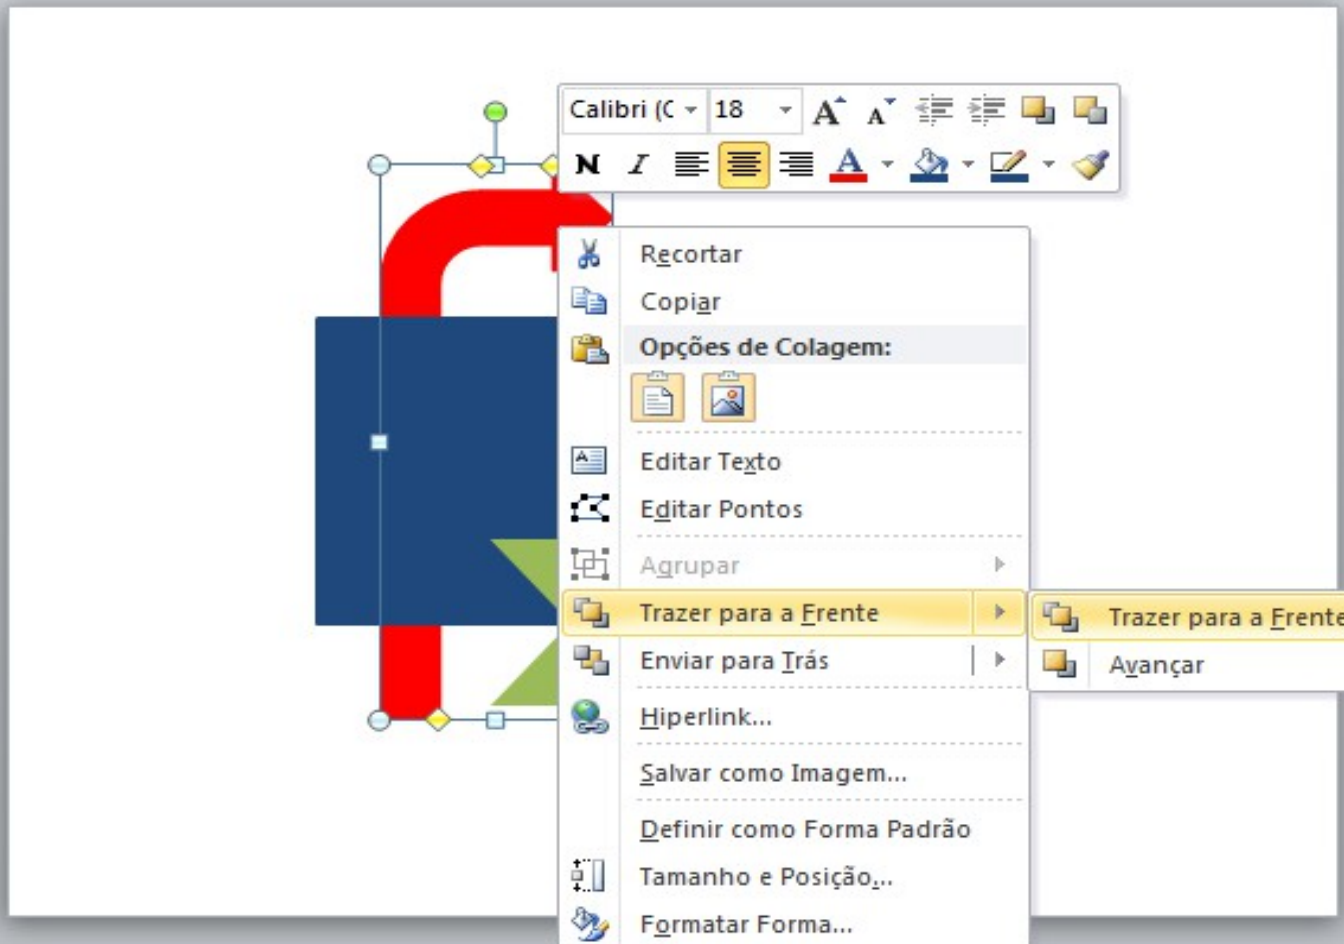 Calibri (C 18 A A
N I A
Recortar
Copiar
Opções de Colagem:
Editar Texto
Editar Pontos
Agrupar
Trazer para a Frente
Trazer para a Frente
Enviar para Trás
Avançar
Hiperlink...
Salvar como Imagem...
Definir como Forma Padrão
Tamanho e Posição...
Formatar Forma...